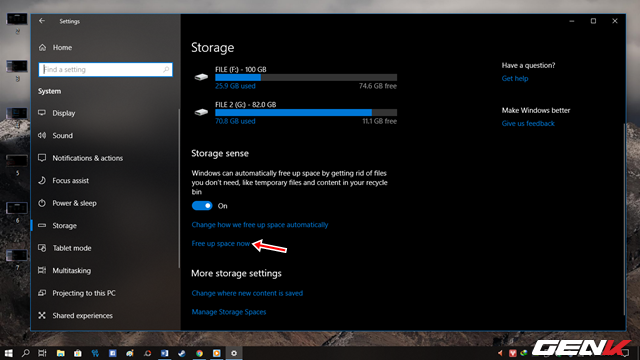 Settings
Home
Find a setting
System
Display
Sound
Notifications & actions
Focus assist
Power & sleep
Storage
Tablet mode
Multitasking
Projecting to this PC
Shared experiences
Storage
FILE (F:) - 100 GB
25.9 GB used
74.6 GB free
FILE 2 (G:) - 82.0 GB
70.8 GB used
11.1 GB free
Storage sense
Windows can automatically free up space by getting rid of files
you don't need, like temporary files and content in your recycle
bin
On
Change how we free up space automatically
Free up space now
More storage settings
Change where new content is saved
Manage Storage Spaces
Have a question?
Get help
Make Windows better
Give us feedback
5
6
7
GENK